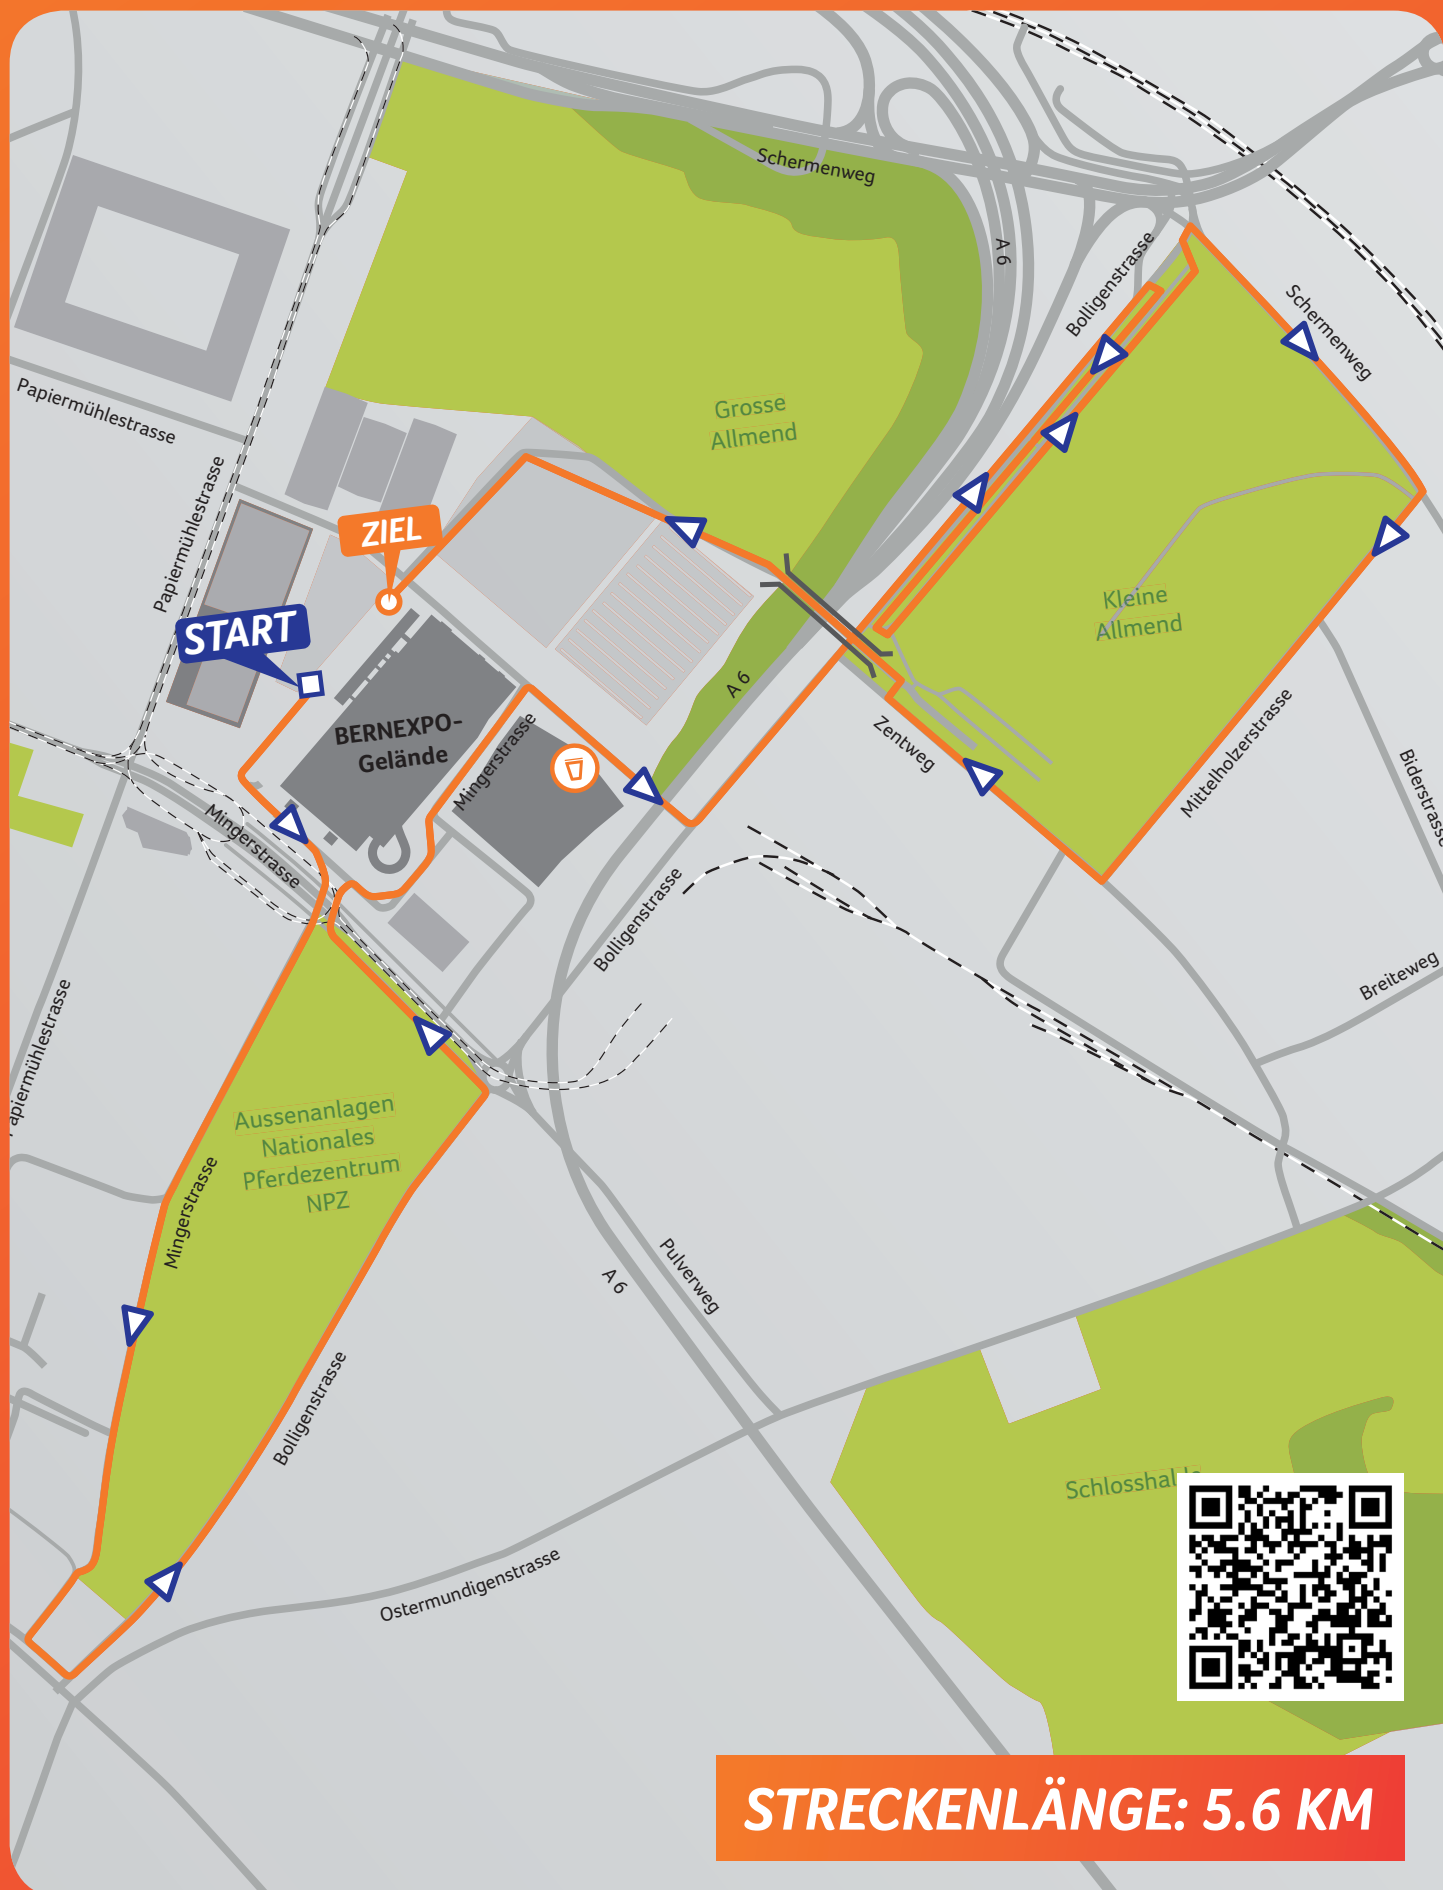 Schermenweg
A 6
Bolligenstrasse
Schermenweg
Papiermühlestrasse
Grosse
Allmend
Papiermühlestrasse
ZIEL
START
Kleine
Allmend
BERNEXPO-
Gelände
Mingerstrasse
A 6
Zentweg
Mittelholzerstrasse
Biderstrasse
Mingerstrasse
Bolligenstrasse
Breiteweg
Papiermühlestrasse
Aussenanlagen
Nationales
Pferdezentrum
NPZ
Mingerstrasse
Pulverweg
A 6
Bolligenstrasse
Ostermundigenstrasse
STRECKENLÄNGE: 5.6 KM